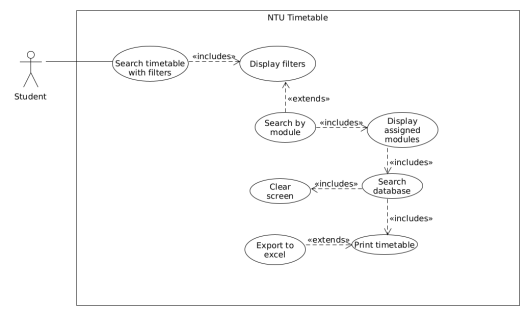 NTU Timetable
Student
Search timetable
with filters
«includes»
Display filters
«extends»
Search by
module
«includes»
Display
assigned
modules
«includes»
Clear
screen
«includes»
Search
database
«includes»
Export to
excel
«extends»
Print timetable